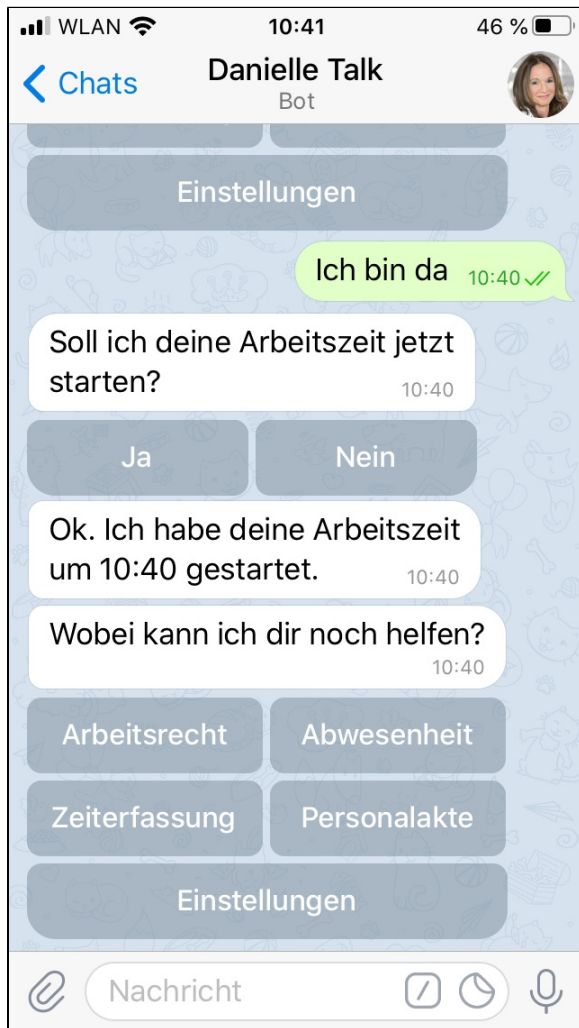 WLAN 10:41 46 %
Chats Danielle Talk
Bot
Einstellungen
Ich bin da 10:40
Soll ich deine Arbeitszeit jetzt
starten? 10:40
Ja Nein
Ok. Ich habe deine Arbeitszeit
um 10:40 gestartet. 10:40
Wobei kann ich dir noch helfen?
10:40
Arbeitsrecht Abwesenheit
Zeiterfassung Personalakte
Einstellungen
Nachricht